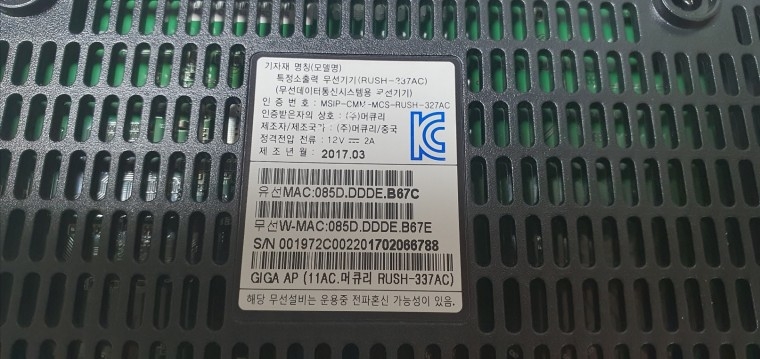 기자재 명칭(모델명)
특정소출력 무선기기(RUSH-337AC)
(무선데이터통신시스템용 무선기기)
인 증 번 호 : MSIP-CMM-MCS-RUSH-327AC
인증받은자의 상호 : (주)머큐리
제조자/제조국가 : (주)머큐리/중국
정격전압 전류 : 12V ⎓ 2A
제 조 년 월 : 2017.03
KC
유선MAC:085D.DDDE.B67C
무선W-MAC:085D.DDDE.B67E
S/N 001972C002201702066788
GIGA AP (11AC.머큐리 RUSH-337AC)
해당 무선설비는 운용중 전파혼신 가능성이 있음.